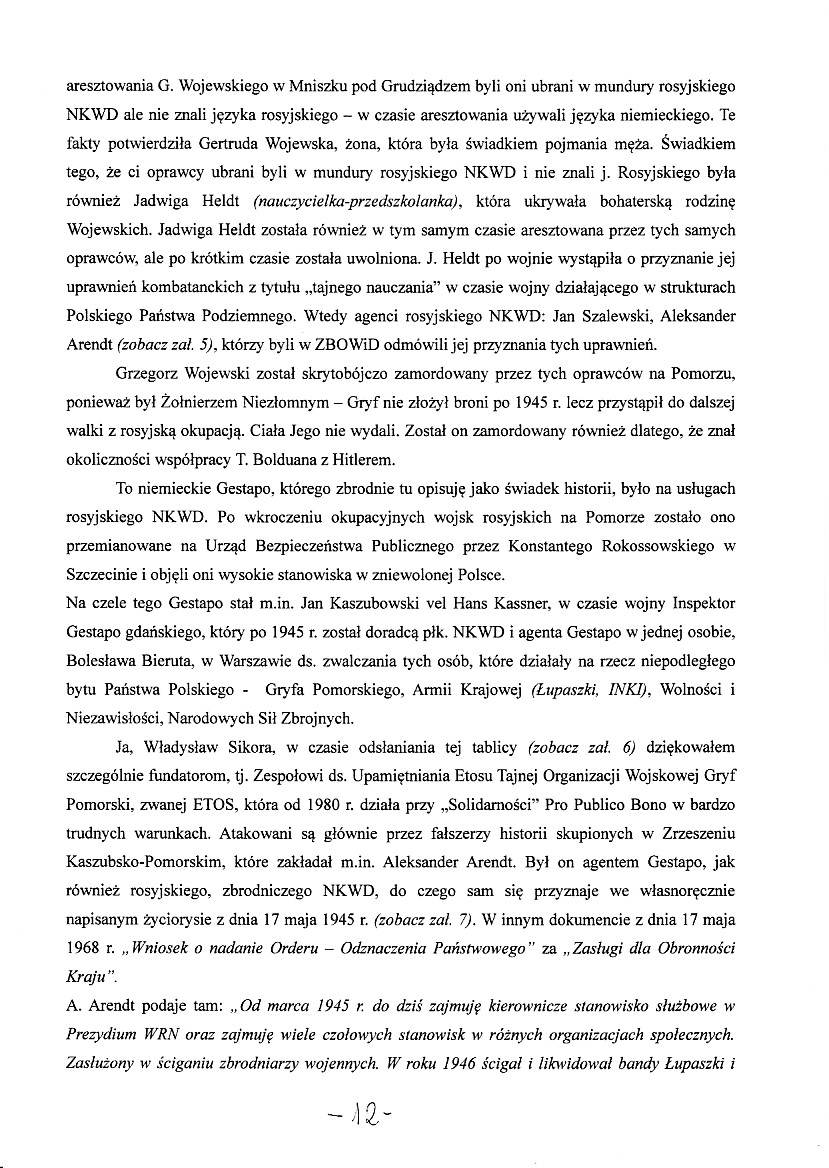 aresztowania G. Wojewskiego w Mniszku pod Grudziądzem byli oni ubrani w mundury rosyjskiego
NKWD ale nie znali języka rosyjskiego – w czasie aresztowania używali języka niemieckiego. Te
fakty potwierdziła Gertruda Wojewska, żona, która była świadkiem pojmania męża. Świadkiem
tego, że ci oprawcy ubrani byli w mundury rosyjskiego NKWD i nie znali j. Rosyjskiego była
również Jadwiga Heldt (nauczycielka-przedszkolanka), która ukrywała bohaterską rodzinę
Wojewskich. Jadwiga Heldt została również w tym samym czasie aresztowana przez tych samych
oprawców, ale po krótkim czasie została uwolniona. J. Heldt po wojnie wystąpiła o przyznanie jej
uprawnień kombatanckich z tytułu „tajnego nauczania” w czasie wojny działającego w strukturach
Polskiego Państwa Podziemnego. Wtedy agenci rosyjskiego NKWD: Jan Szalewski, Aleksander
Arendt (zobacz zał. 5), którzy byli w ZBOWiD odmówili jej przyznania tych uprawnień.
Grzegorz Wojewski został skrytobójczo zamordowany przez tych oprawców na Pomorzu,
ponieważ był Żołnierzem Niezłomnym – Gryf nie złożył broni po 1945 r. lecz przystąpił do dalszej
walki z rosyjską okupacją. Ciała Jego nie wydali. Został on zamordowany również dlatego, że znał
okoliczności współpracy T. Bolduana z Hitlerem.
To niemieckie Gestapo, którego zbrodnie tu opisuję jako świadek historii, było na usługach
rosyjskiego NKWD. Po wkroczeniu okupacyjnych wojsk rosyjskich na Pomorze zostało ono
przemianowane na Urząd Bezpieczeństwa Publicznego przez Konstantego Rokossowskiego w
Szczecinie i objęli oni wysokie stanowiska w zniewolonej Polsce.
Na czele tego Gestapo stał m.in. Jan Kaszubowski vel Hans Kassner, w czasie wojny Inspektor
Gestapo gdańskiego, który po 1945 r. został doradcą płk. NKWD i agenta Gestapo w jednej osobie,
Bolesława Bieruta, w Warszawie ds. zwalczania tych osób, które działały na rzecz niepodległego
bytu Państwa Polskiego - Gryfa Pomorskiego, Armii Krajowej (Łupaszki, INKI), Wolności i
Niezawisłości, Narodowych Sił Zbrojnych.
Ja, Władysław Sikora, w czasie odsłaniania tej tablicy (zobacz zał. 6) dziękowałem
szczególnie fundatorom, tj. Zespołowi ds. Upamiętniania Etosu Tajnej Organizacji Wojskowej Gryf
Pomorski, zwanej ETOS, która od 1980 r. działa przy „Solidarności” Pro Publico Bono w bardzo
trudnych warunkach. Atakowani są głównie przez fałszerzy historii skupionych w Zrzeszeniu
Kaszubsko-Pomorskim, które zakładał m.in. Aleksander Arendt. Był on agentem Gestapo, jak
również rosyjskiego, zbrodniczego NKWD, do czego sam się przyznaje we własnoręcznie
napisanym życiorysie z dnia 17 maja 1945 r. (zobacz zał. 7). W innym dokumencie z dnia 17 maja
1968 r. „Wniosek o nadanie Orderu – Odznaczenia Państwowego” za „Zasługi dla Obronności
Kraju”.
A. Arendt podaje tam: „Od marca 1945 r. do dziś zajmuję kierownicze stanowisko służbowe w
Prezydium WRN oraz zajmuję wiele czołowych stanowisk w różnych organizacjach społecznych.
Zasłużony w ściganiu zbrodniarzy wojennych. W roku 1946 ścigał i likwidował bandy Łupaszki i
- 12 -